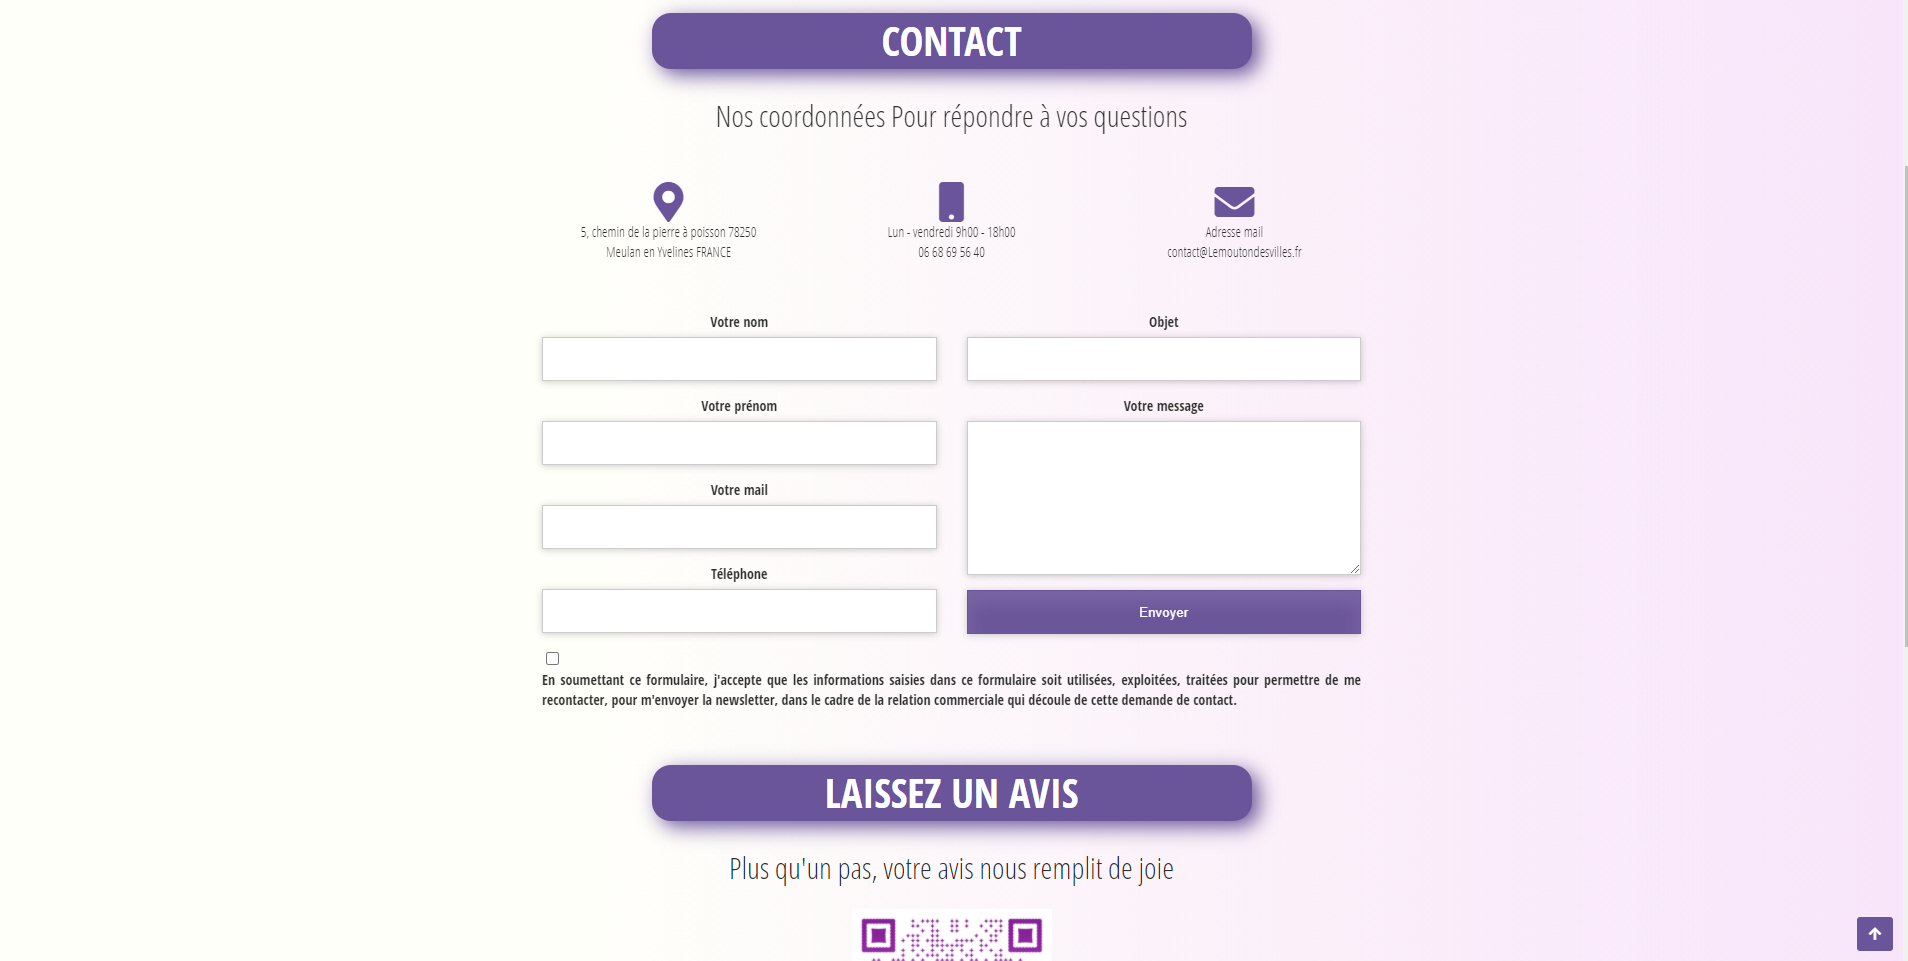 CONTACT
Nos coordonnées Pour répondre à vos questions
5, chemin de la pierre à poisson 78250
Meulan en Yvelines FRANCE
Lun - vendredi 9h00 - 18h00
06 68 69 56 40
Adresse mail
contact@Lemoutondesvilles.fr
Votre nom
Votre prénom
Votre mail
Téléphone
Objet
Votre message
Envoyer
En soumettant ce formulaire, j'accepte que les informations saisies dans ce formulaire soit utilisées, exploitées, traitées pour permettre de me
recontacter, pour m'envoyer la newsletter, dans le cadre de la relation commerciale qui découle de cette demande de contact.
LAISSEZ UN AVIS
Plus qu'un pas, votre avis nous remplit de joie